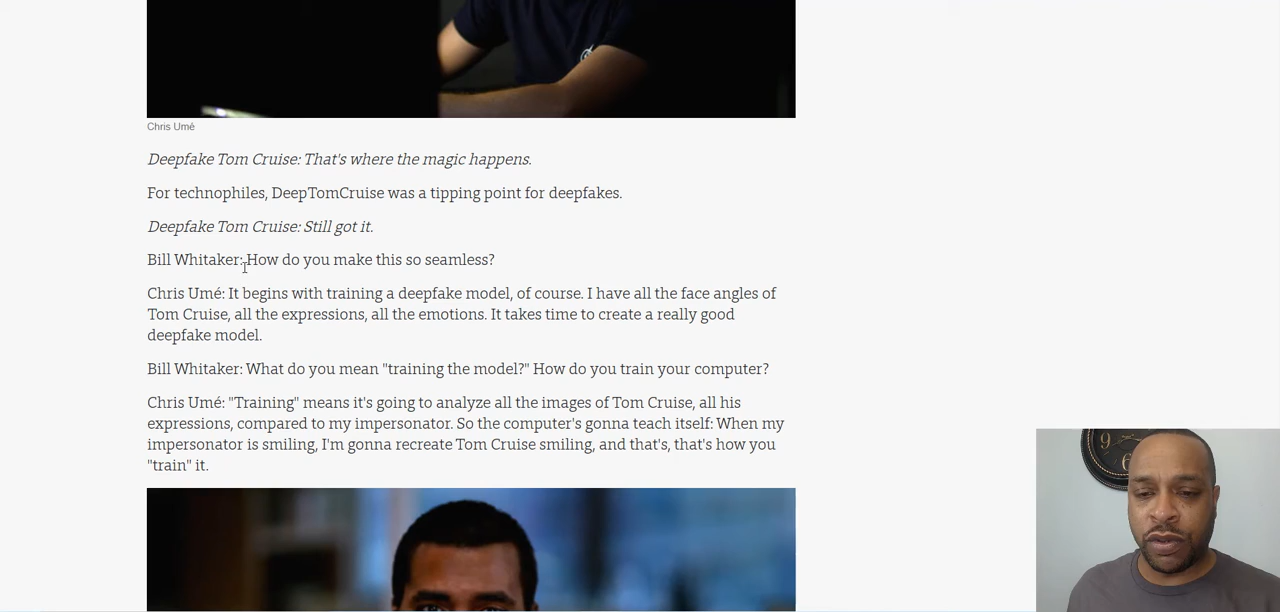 Chris Umé
Deepfake Tom Cruise: That's where the magic happens.
For technophiles, DeepTomCruise was a tipping point for deepfakes.
Deepfake Tom Cruise: Still got it.
Bill Whitaker: How do you make this so seamless?
Chris Umé: It begins with training a deepfake model, of course. I have all the face angles of
Tom Cruise, all the expressions, all the emotions. It takes time to create a really good
deepfake model.
Bill Whitaker: What do you mean "training the model?" How do you train your computer?
Chris Umé: "Training" means it's going to analyze all the images of Tom Cruise, all his
expressions, compared to my impersonator. So the computer's gonna teach itself: When my
impersonator is smiling, I'm gonna recreate Tom Cruise smiling, and that's, that's how you
"train" it.
9
6